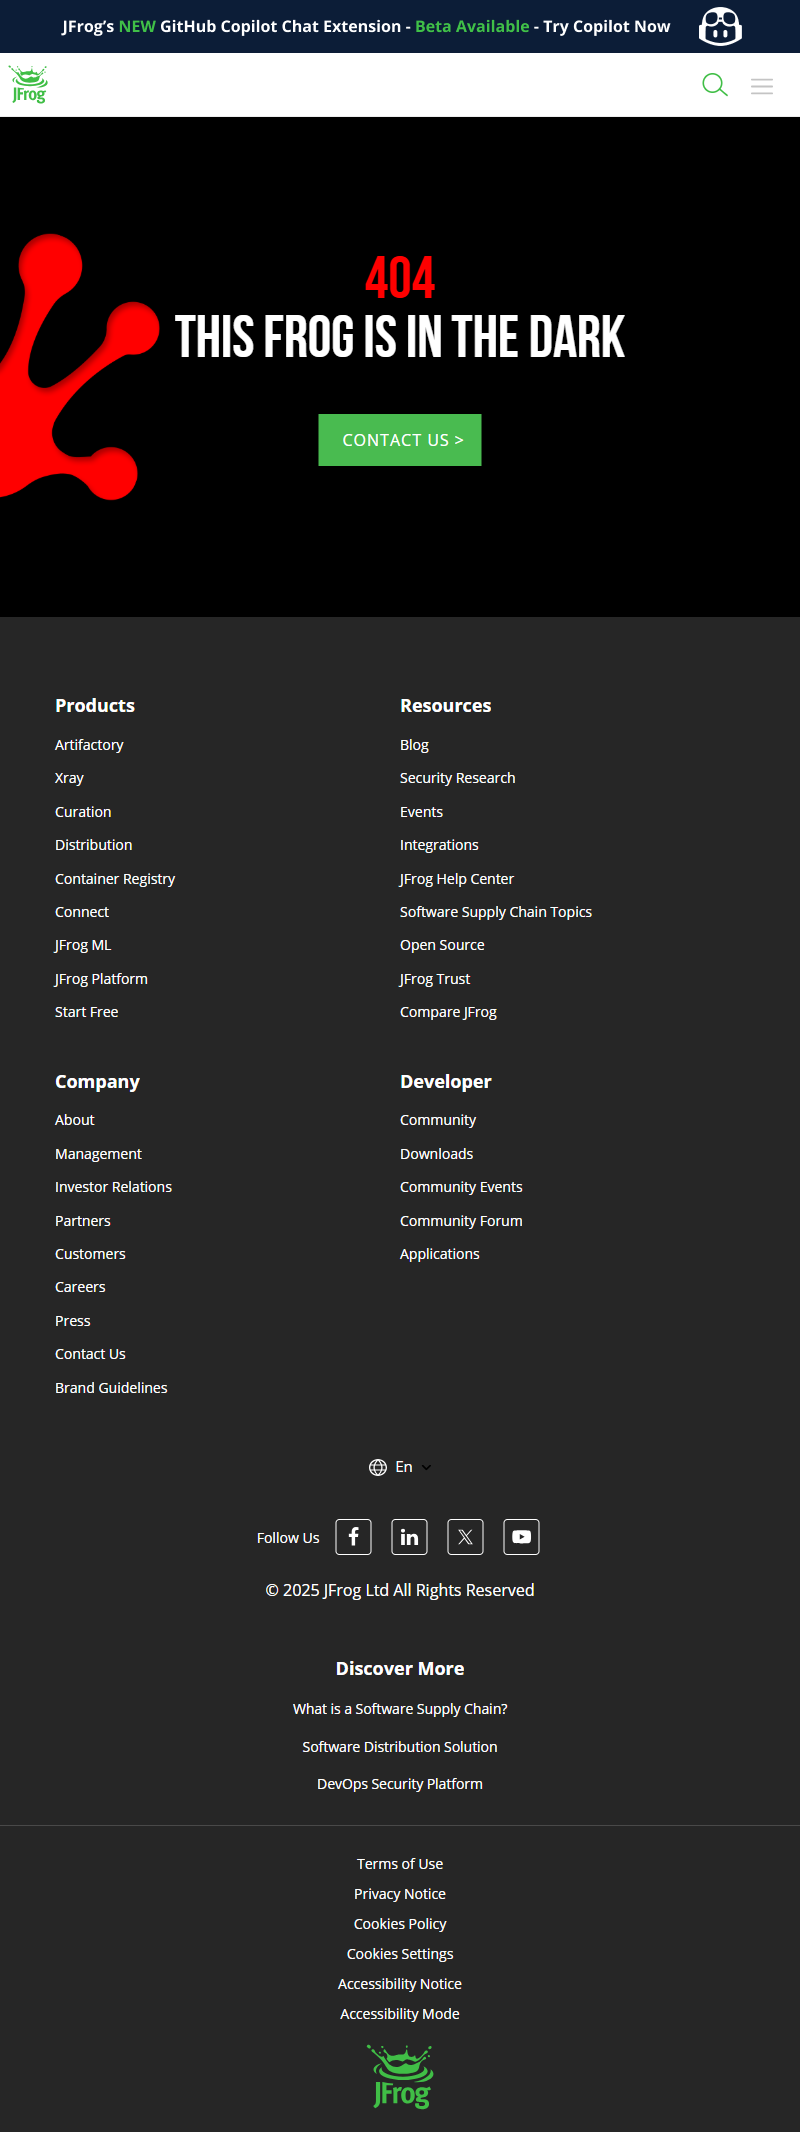 JFrog’s NEW GitHub Copilot Chat Extension - Beta Available - Try Copilot Now
JFrog
404
THIS FROG IS IN THE DARK
CONTACT US >
Products
Artifactory
Xray
Curation
Distribution
Container Registry
Connect
JFrog ML
JFrog Platform
Start Free
Resources
Blog
Security Research
Events
Integrations
JFrog Help Center
Software Supply Chain Topics
Open Source
JFrog Trust
Compare JFrog
Company
About
Management
Investor Relations
Partners
Customers
Careers
Press
Contact Us
Brand Guidelines
Developer
Community
Downloads
Community Events
Community Forum
Applications
En
Follow Us
© 2025 JFrog Ltd All Rights Reserved
Discover More
What is a Software Supply Chain?
Software Distribution Solution
DevOps Security Platform
Terms of Use
Privacy Notice
Cookies Policy
Cookies Settings
Accessibility Notice
Accessibility Mode
JFrog